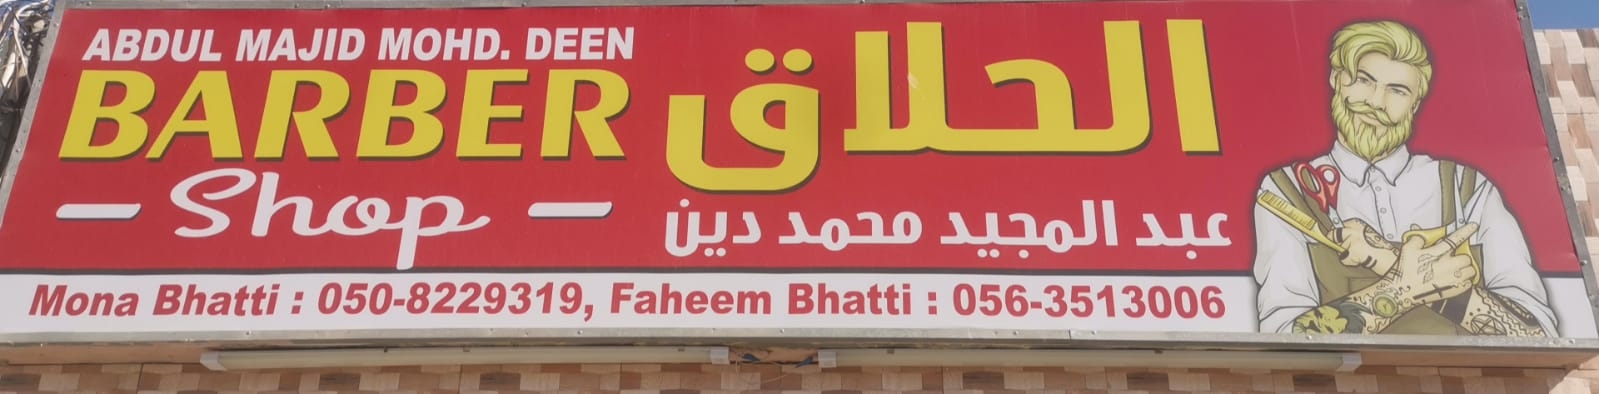 ABDUL MAJID MOHD. DEEN
BARBER
Shop
الحلاق
عبد المجيد محمد دين
Mona Bhatti : 050-8229319, Faheem Bhatti : 056-3513006